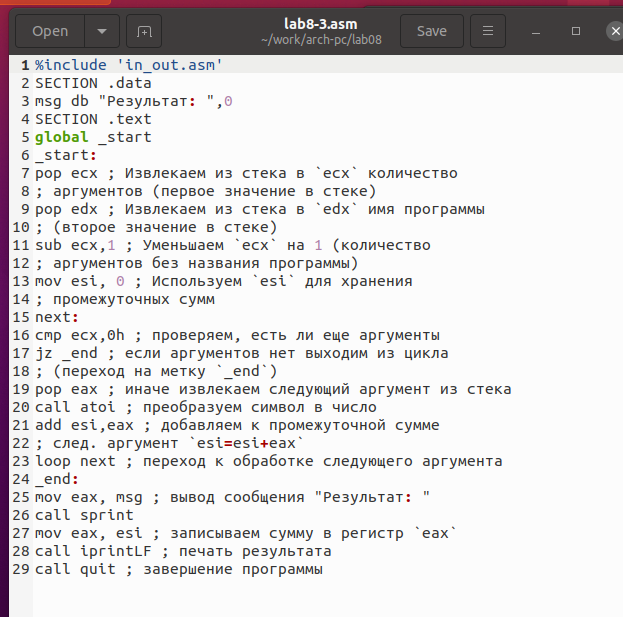 Open
lab8-3.asm
~/work/arch-pc/lab08
Save
1 %include 'in_out.asm'
2 SECTION .data
3 msg db "Результат: ",0
4 SECTION .text
5 global _start
6 _start:
7 pop ecx ; Извлекаем из стека в `ecx` количество
8 ; аргументов (первое значение в стеке)
9 pop edx ; Извлекаем из стека в `edx` имя программы
10 ; (второе значение в стеке)
11 sub ecx,1 ; Уменьшаем `ecx` на 1 (количество
12 ; аргументов без названия программы)
13 mov esi, 0 ; Используем `esi` для хранения
14 ; промежуточных сумм
15 next:
16 cmp ecx,0h ; проверяем, есть ли еще аргументы
17 jz _end ; если аргументов нет выходим из цикла
18 ; (переход на метку `_end`)
19 pop eax ; иначе извлекаем следующий аргумент из стека
20 call atoi ; преобразуем символ в число
21 add esi,eax ; добавляем к промежуточной сумме
22 ; след. аргумент `esi=esi+eax`
23 loop next ; переход к обработке следующего аргумента
24 _end:
25 mov eax, msg ; вывод сообщения "Результат: "
26 call sprint
27 mov eax, esi ; записываем сумму в регистр `eax`
28 call iprintLF ; печать результата
29 call quit ; завершение программы